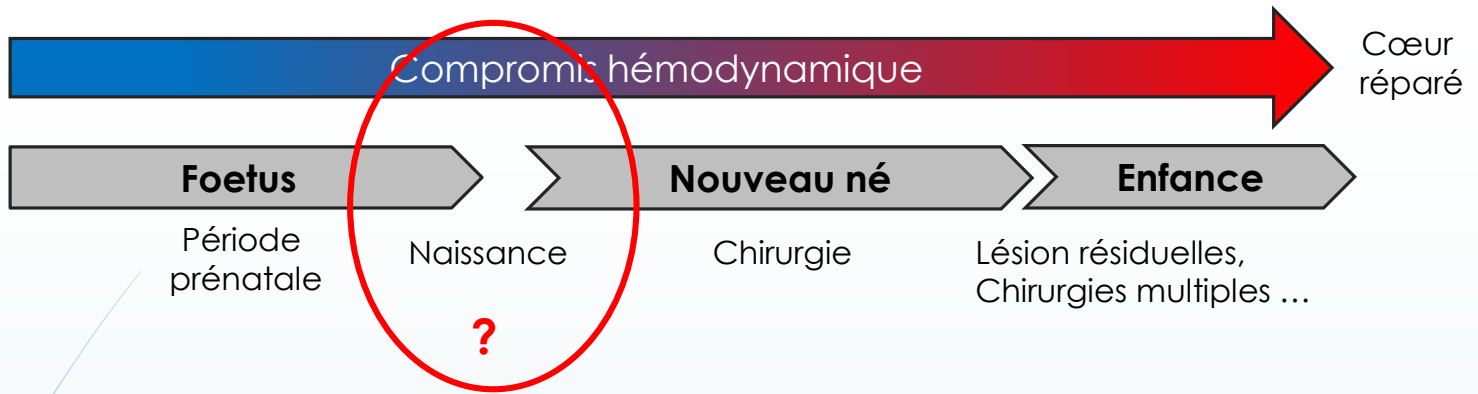 Compromis hémodynamique
Cœur
réparé
Foetus
Nouveau né
Enfance
Période
prénatale
Naissance
Chirurgie
Lésion résiduelles,
Chirurgies multiples …
?